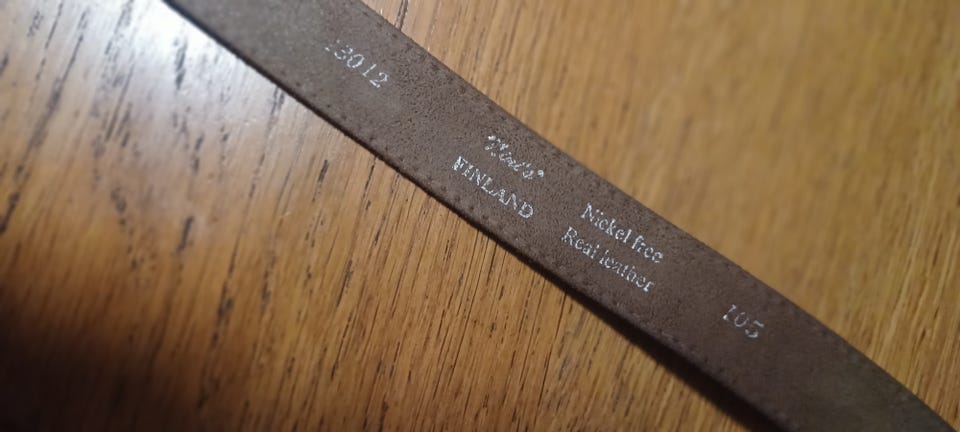 13012
FINLAND
Nickel free
Real leather
105